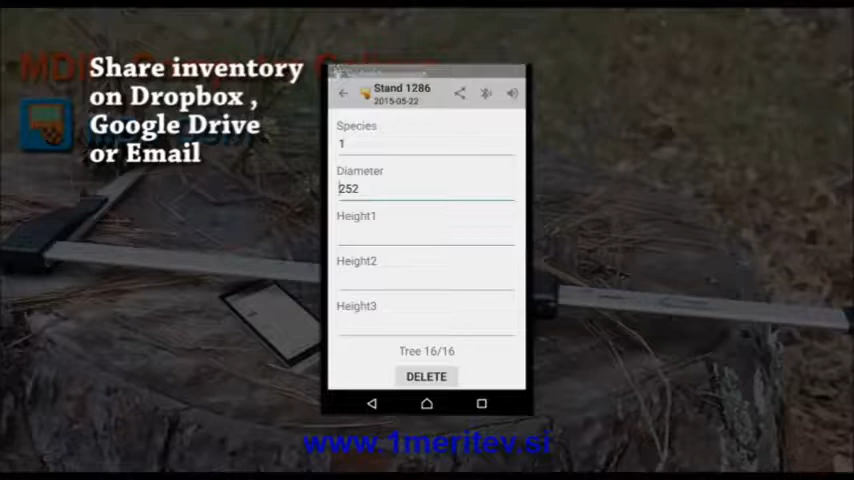 Share inventory
on Dropbox ,
Google Drive
or Email
Stand 1286
2015-05-22
Species
1
Diameter
252
Height1
Height2
Height3
Tree 16/16
DELETE
www.1meritev.si